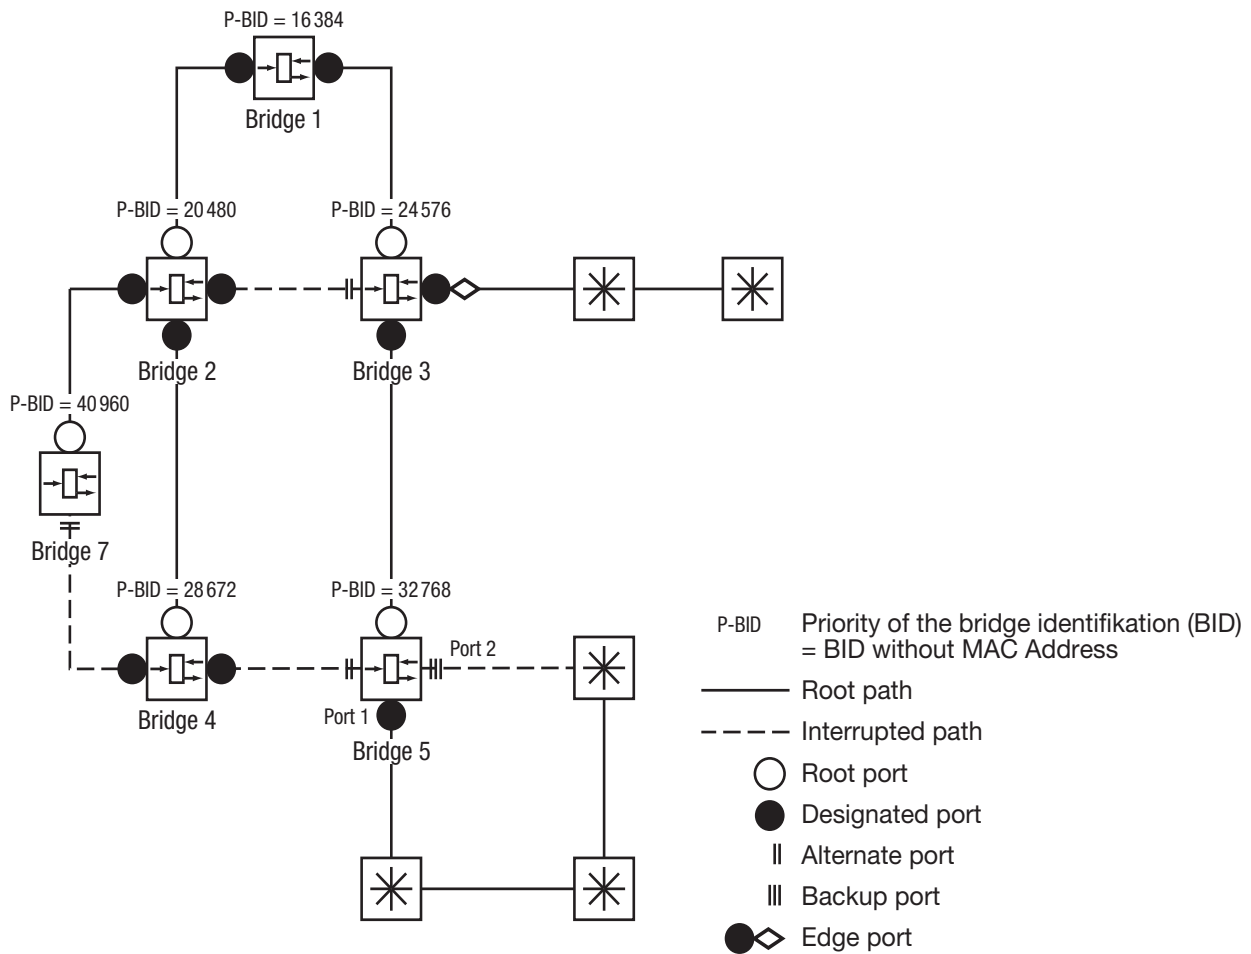 P-BID = 16 384
Bridge 1
P-BID = 20 480
P-BID = 24 576
Bridge 2
Bridge 3
P-BID = 40 960
Bridge 7
P-BID = 28 672
P-BID = 32 768
Port 2
Bridge 4
Port 1
Bridge 5
P-BID
Priority of the bridge identifikation (BID)
= BID without MAC Address
Root path
Interrupted path
Root port
Designated port
Alternate port
Backup port
Edge port